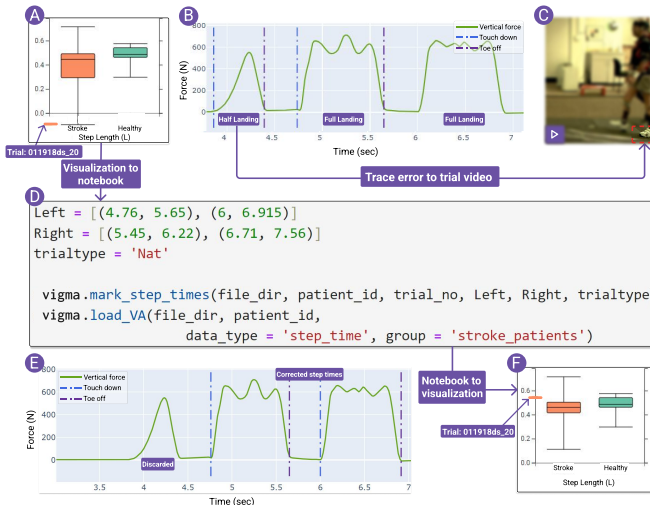 A
0.6
0.4
0.2
0.0
Stroke
Healthy
Step Length (L)
Trial: 011918ds_20
B
800
600
400
200
0
Force (N)
Vertical force
Touch down
Toe off
Half Landing
Full Landing
Full Landing
4
4.5
5
5.5
6
6.5
7
Time (sec)
C
Visualization to
notebook
Trace error to trial video
D
Left = [(4.76, 5.65), (6, 6.915)]
Right = [(5.45, 6.22), (6.71, 7.56)]
trialtype = 'Nat'
vigma.mark_step_times(file_dir, patient_id, trial_no, Left, Right, trialtype
vigma.load_VA(file_dir, patient_id,
data_type = 'step_time', group = 'stroke_patients')
E
800
600
400
200
0
Force (N)
Vertical force
Touch down
Toe off
Corrected step times
Discarded
3.5
4
4.5
5
5.5
6
6.5
7
Time (sec)
Notebook to
visualization
F
0.6
0.4
0.2
0.0
Trial: 011918ds_20
Stroke
Healthy
Step Length (L)